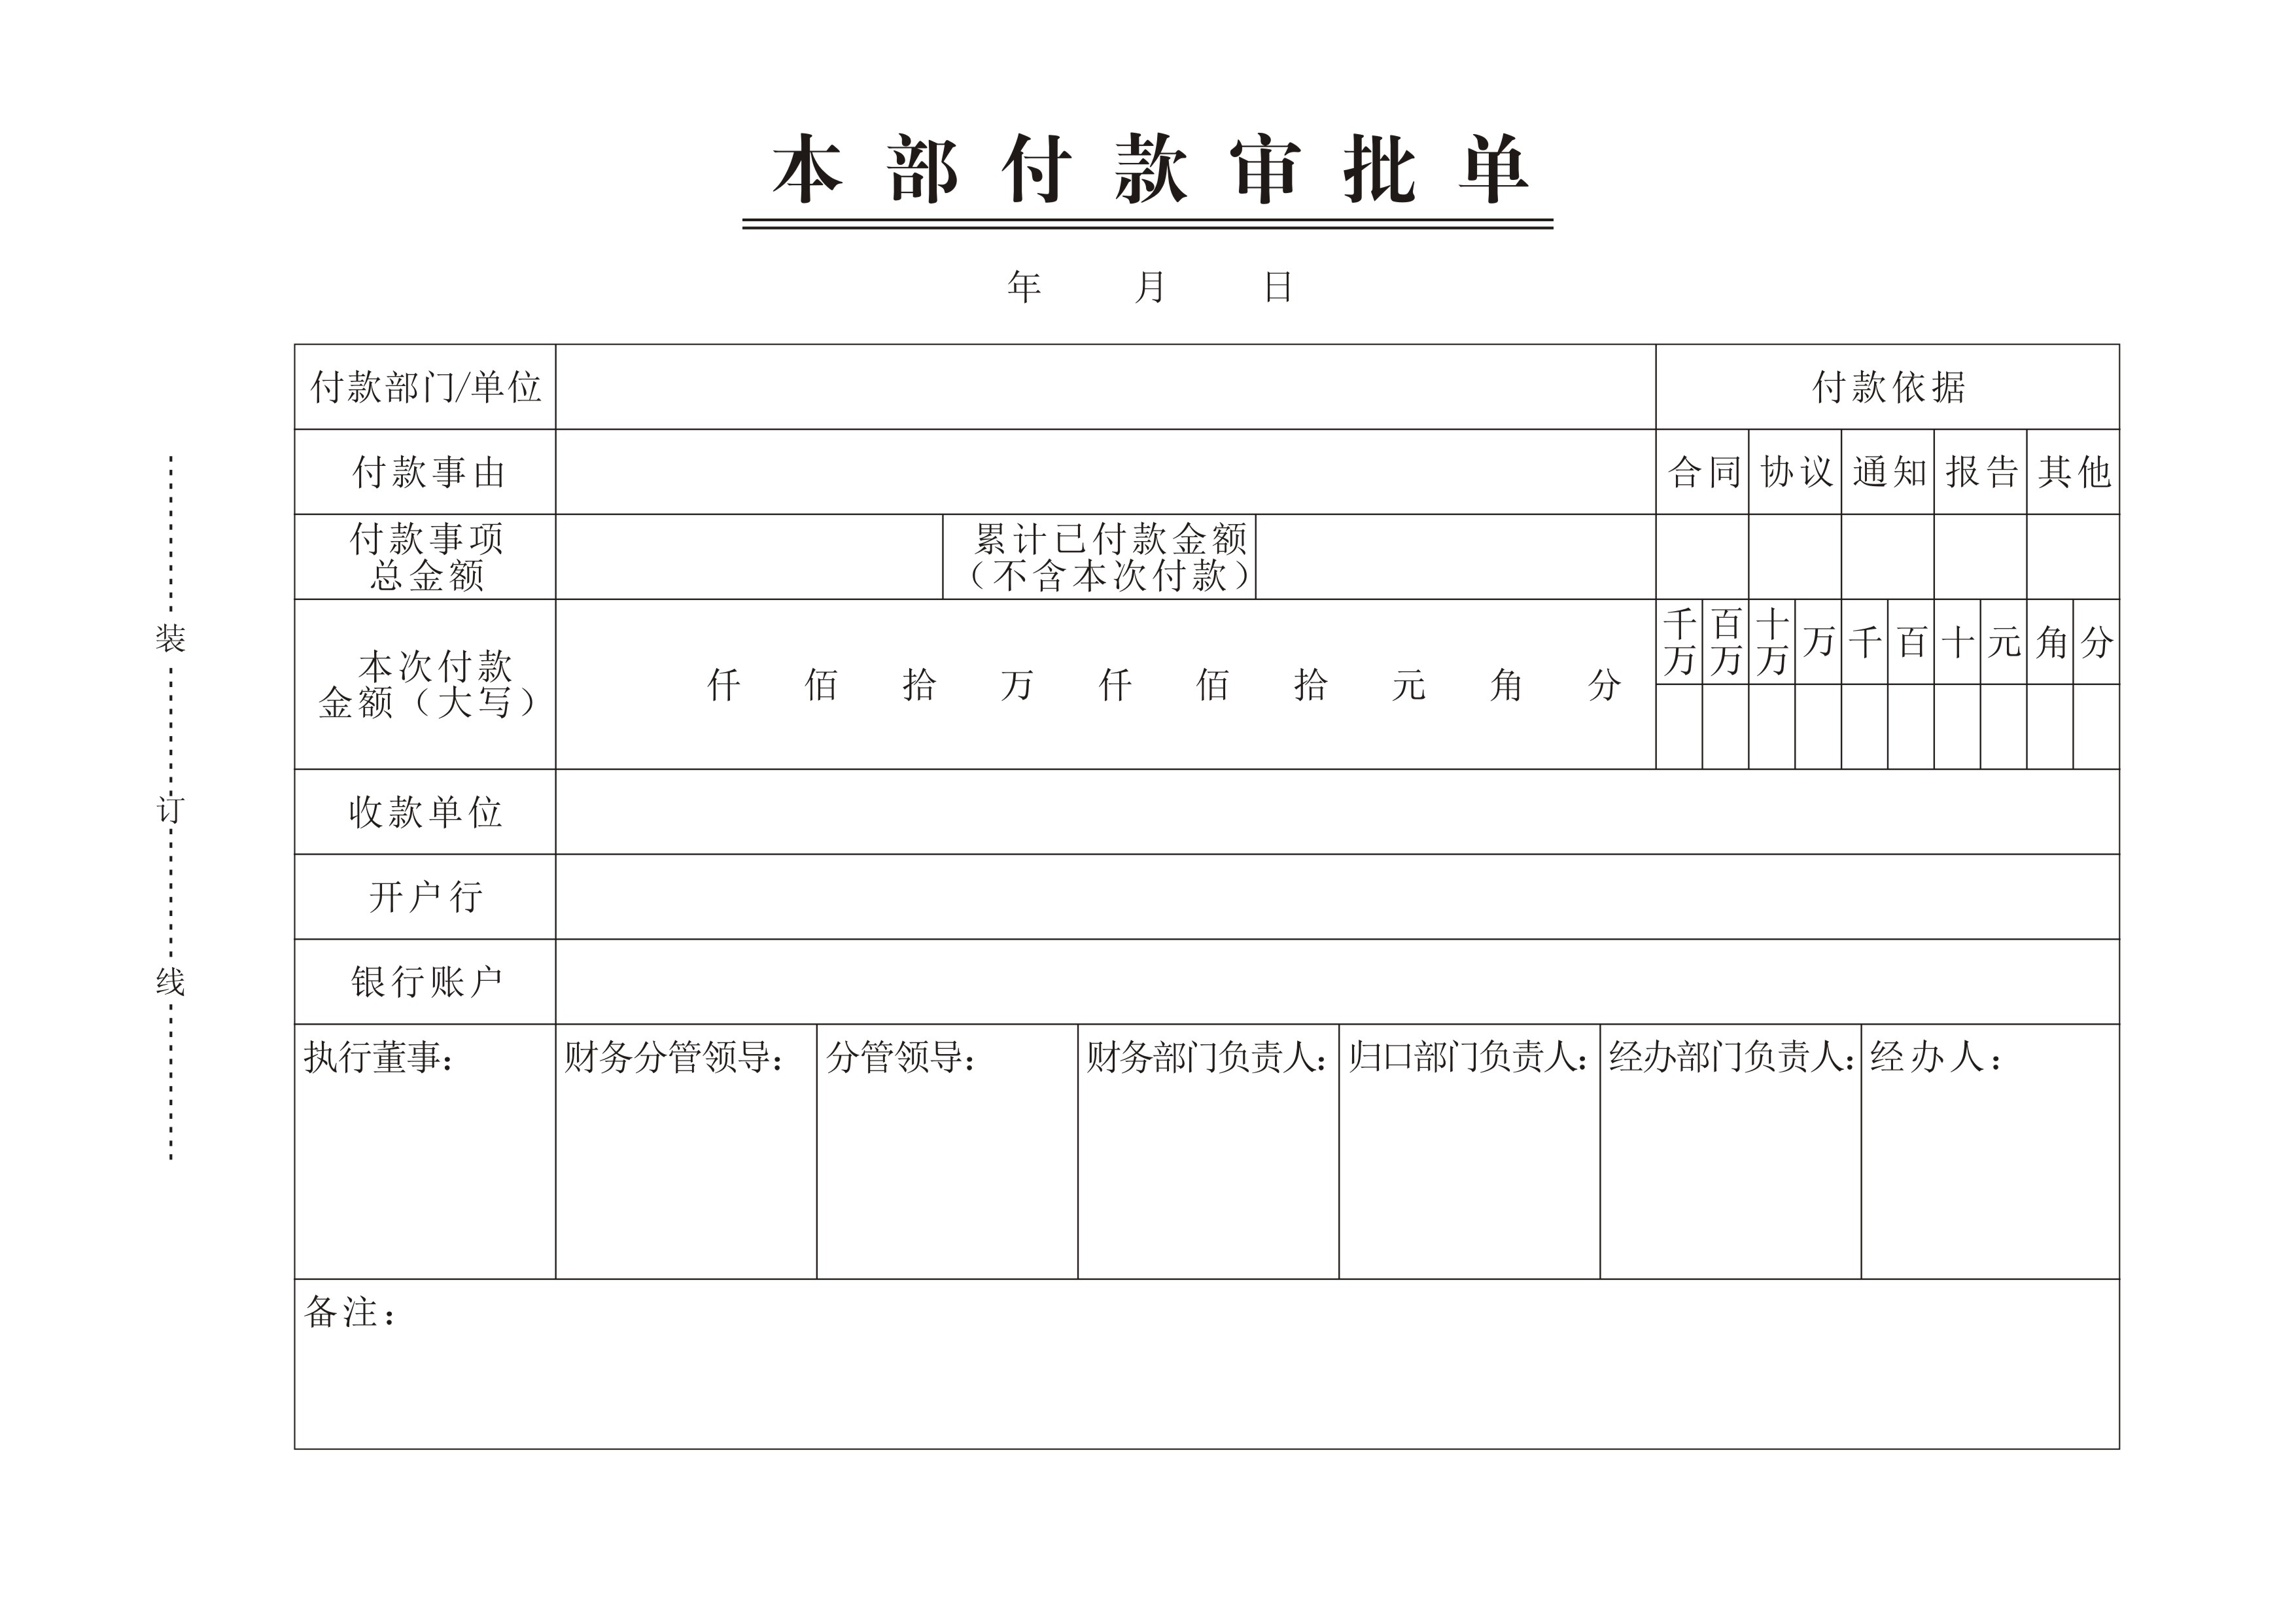 本部付款审批单
年 月 日
付款部门/单位 付款依据
付款事由 合同 协议 通知 报告 其他
付款事项
总金额
累计已付款金额
（不含本次付款）
本次付款
金额（大写）
仟 佰 拾 万 仟 佰 拾 元 角 分
千万 百万 十万 万 千 百 十 元 角 分
收款单位
开户行
银行账户
执行董事： 财务分管领导： 分管领导： 财务部门负责人： 归口部门负责人： 经办部门负责人： 经办人：
备注：
装
订
线